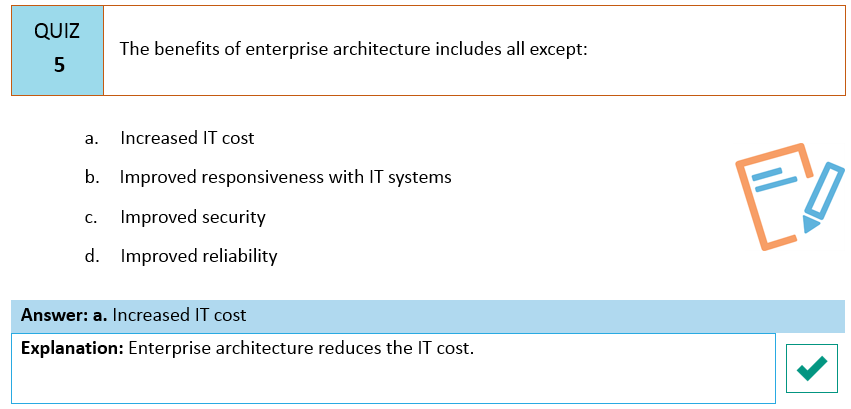 QUIZ
5
The benefits of enterprise architecture includes all except:
a. Increased IT cost
b. Improved responsiveness with IT systems
c. Improved security
d. Improved reliability
Answer: a. Increased IT cost
Explanation: Enterprise architecture reduces the IT cost.